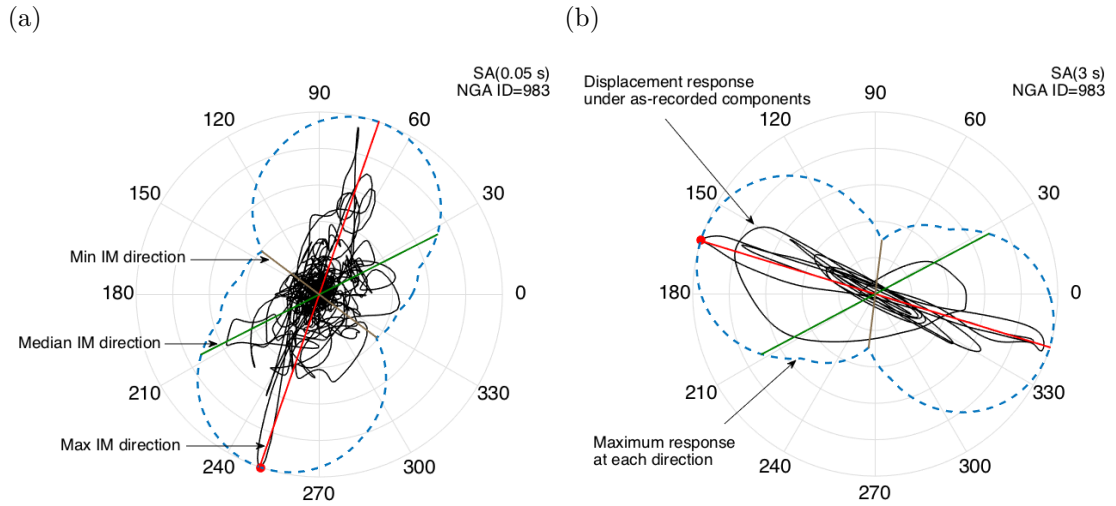 (a)
(b)
SA(0.05 s)
NGA ID=983
90
60
30
0
330
300
270
240
210
180
150
120
Min IM direction
Median IM direction
Max IM direction
SA(3 s)
NGA ID=983
Displacement response
under as-recorded components
90
60
30
0
330
300
270
240
210
180
150
120
Maximum response
at each direction